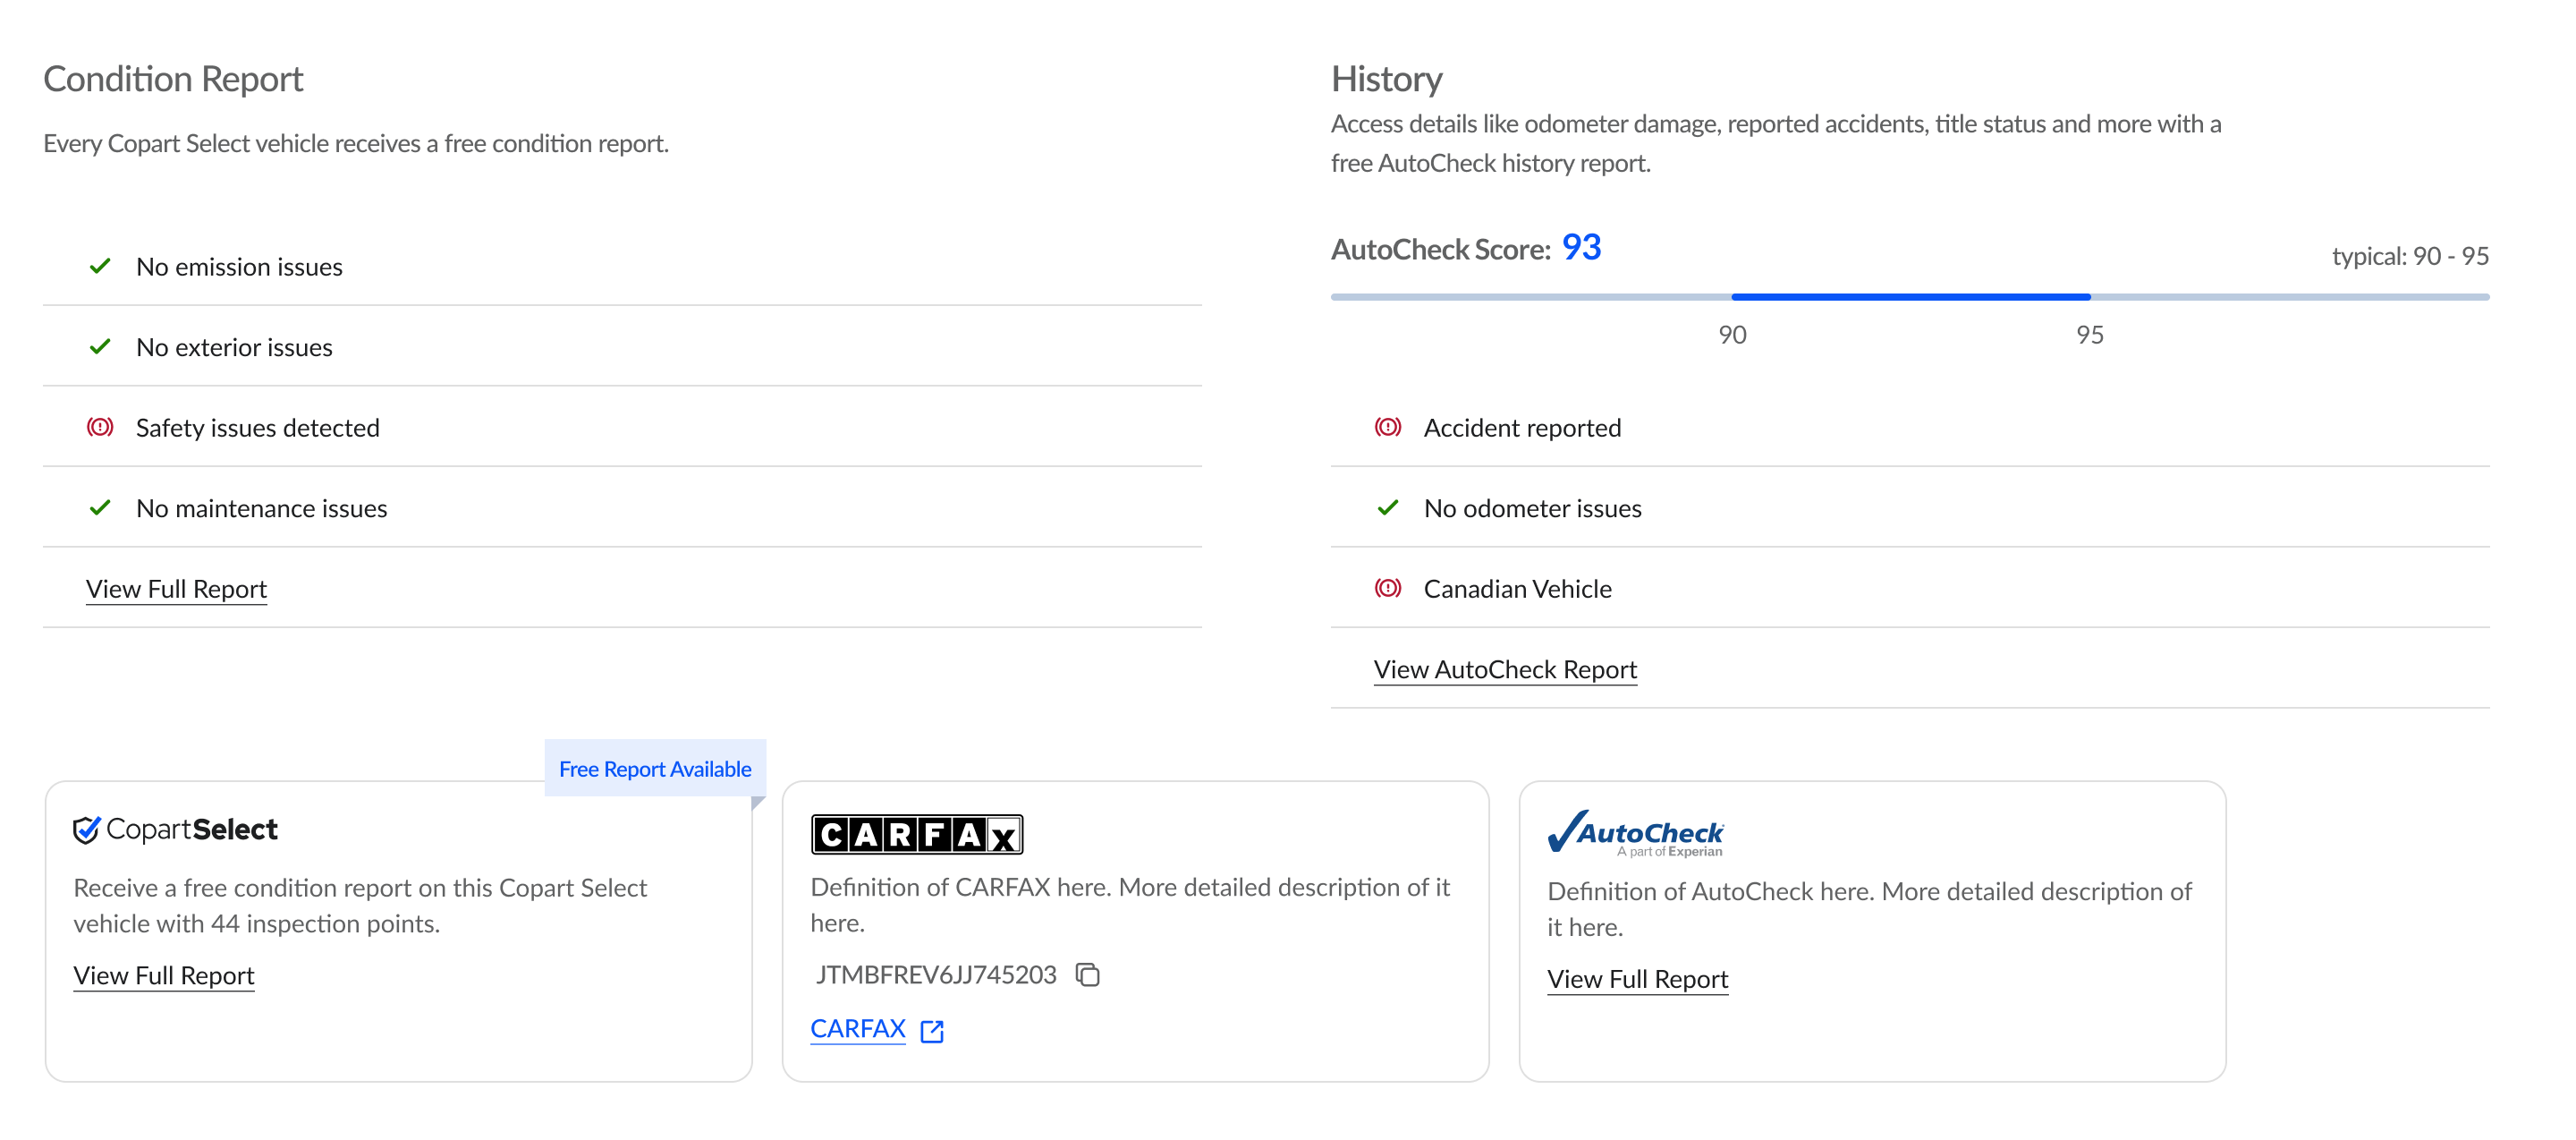 Condition Report
Every Copart Select vehicle receives a free condition report.
No emission issues
No exterior issues
Safety issues detected
No maintenance issues
View Full Report
History
Access details like odometer damage, reported accidents, title status and more with a
free AutoCheck history report.
AutoCheck Score: 93
typical: 90 - 95
90
95
Accident reported
No odometer issues
Canadian Vehicle
View AutoCheck Report
Free Report Available
CopartSelect
Receive a free condition report on this Copart Select
vehicle with 44 inspection points.
View Full Report
CARFAX
Definition of CARFAX here. More detailed description of it
here.
JTMBFREV6JJ745203
CARFAX
AutoCheck
A part of Experian
Definition of AutoCheck here. More detailed description of
it here.
View Full Report